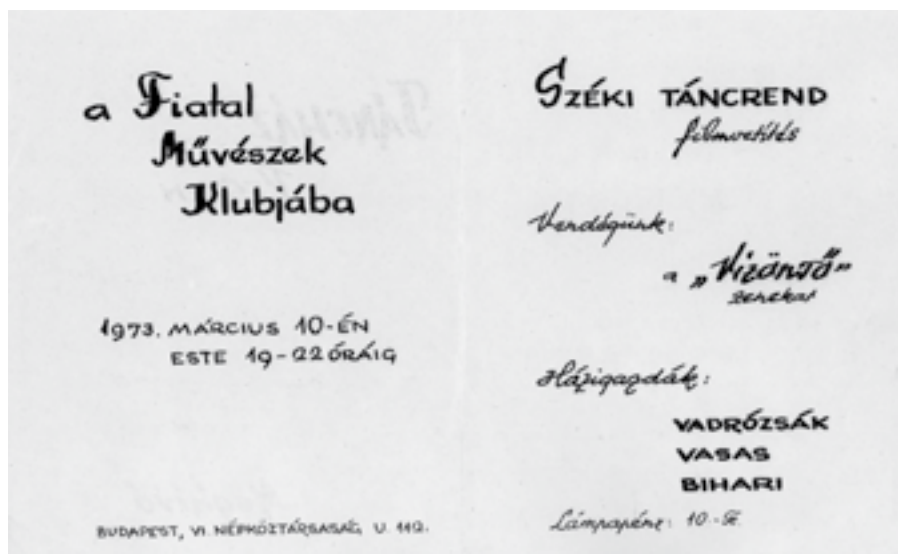 a Fiatal
Művészek
Klubjába
1973. MÁRCIUS 10-ÉN
ESTE 19-22 ÓRÁIG
BUDAPEST, VI. NÉPKÖZTÁRSASÁG U. 112.
SZÉKI TÁNCREND
filmvetítés
Vendégünk:
a „Vízöntő”
zenekar
Házigazdák:
VADRÓZSÁK
VASAS
BIHARI
Lámpapénz: 10.- Ft.